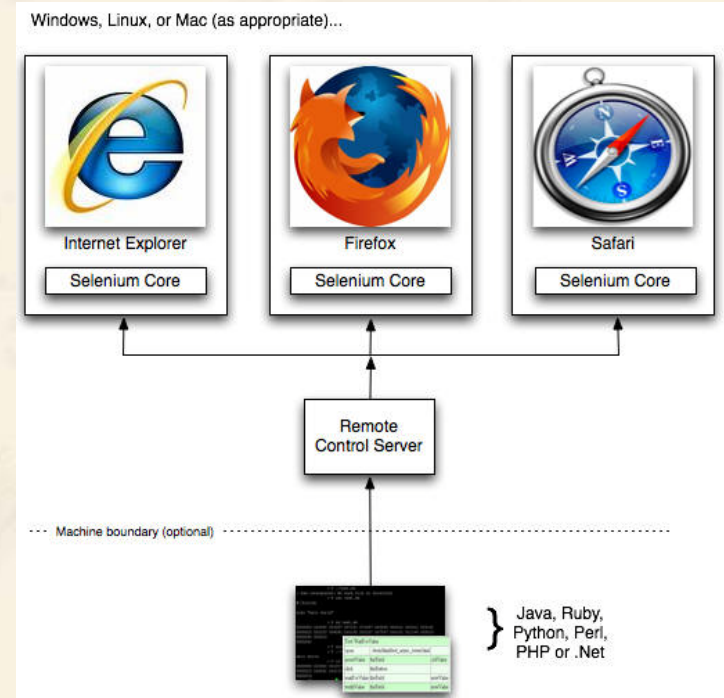 Windows, Linux, or Mac (as appropriate)...
Internet Explorer
Firefox
Safari
Selenium Core
Selenium Core
Selenium Core
Remote
Control Server
Machine boundary (optional)
Java, Ruby,
Python, Perl,
PHP or .Net